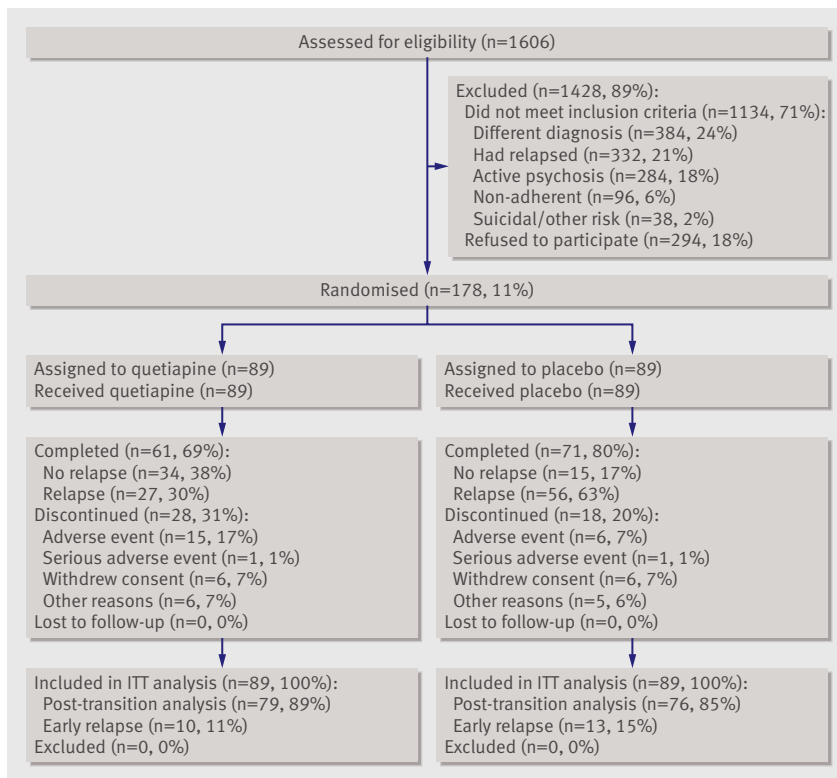 Assessed for eligibility (n=1606)
Excluded (n=1428, 89%):
Did not meet inclusion criteria (n=1134, 71%):
Different diagnosis (n=384, 24%)
Had relapsed (n=332, 21%)
Active psychosis (n=284, 18%)
Non-adherent (n=96, 6%)
Suicidal/other risk (n=38, 2%)
Refused to participate (n=294, 18%)
Randomised (n=178, 11%)
Assigned to quetiapine (n=89)
Received quetiapine (n=89)
Assigned to placebo (n=89)
Received placebo (n=89)
Completed (n=61, 69%):
No relapse (n=34, 38%)
Relapse (n=27, 30%)
Discontinued (n=28, 31%):
Adverse event (n=15, 17%)
Serious adverse event (n=1, 1%)
Withdrew consent (n=6, 7%)
Other reasons (n=6, 7%)
Lost to follow-up (n=0, 0%)
Completed (n=71, 80%):
No relapse (n=15, 17%)
Relapse (n=56, 63%)
Discontinued (n=18, 20%):
Adverse event (n=6, 7%)
Serious adverse event (n=1, 1%)
Withdrew consent (n=6, 7%)
Other reasons (n=5, 6%)
Lost to follow-up (n=0, 0%)
Included in ITT analysis (n=89, 100%):
Post-transition analysis (n=79, 89%)
Early relapse (n=10, 11%)
Excluded (n=0, 0%)
Included in ITT analysis (n=89, 100%):
Post-transition analysis (n=76, 85%)
Early relapse (n=13, 15%)
Excluded (n=0, 0%)